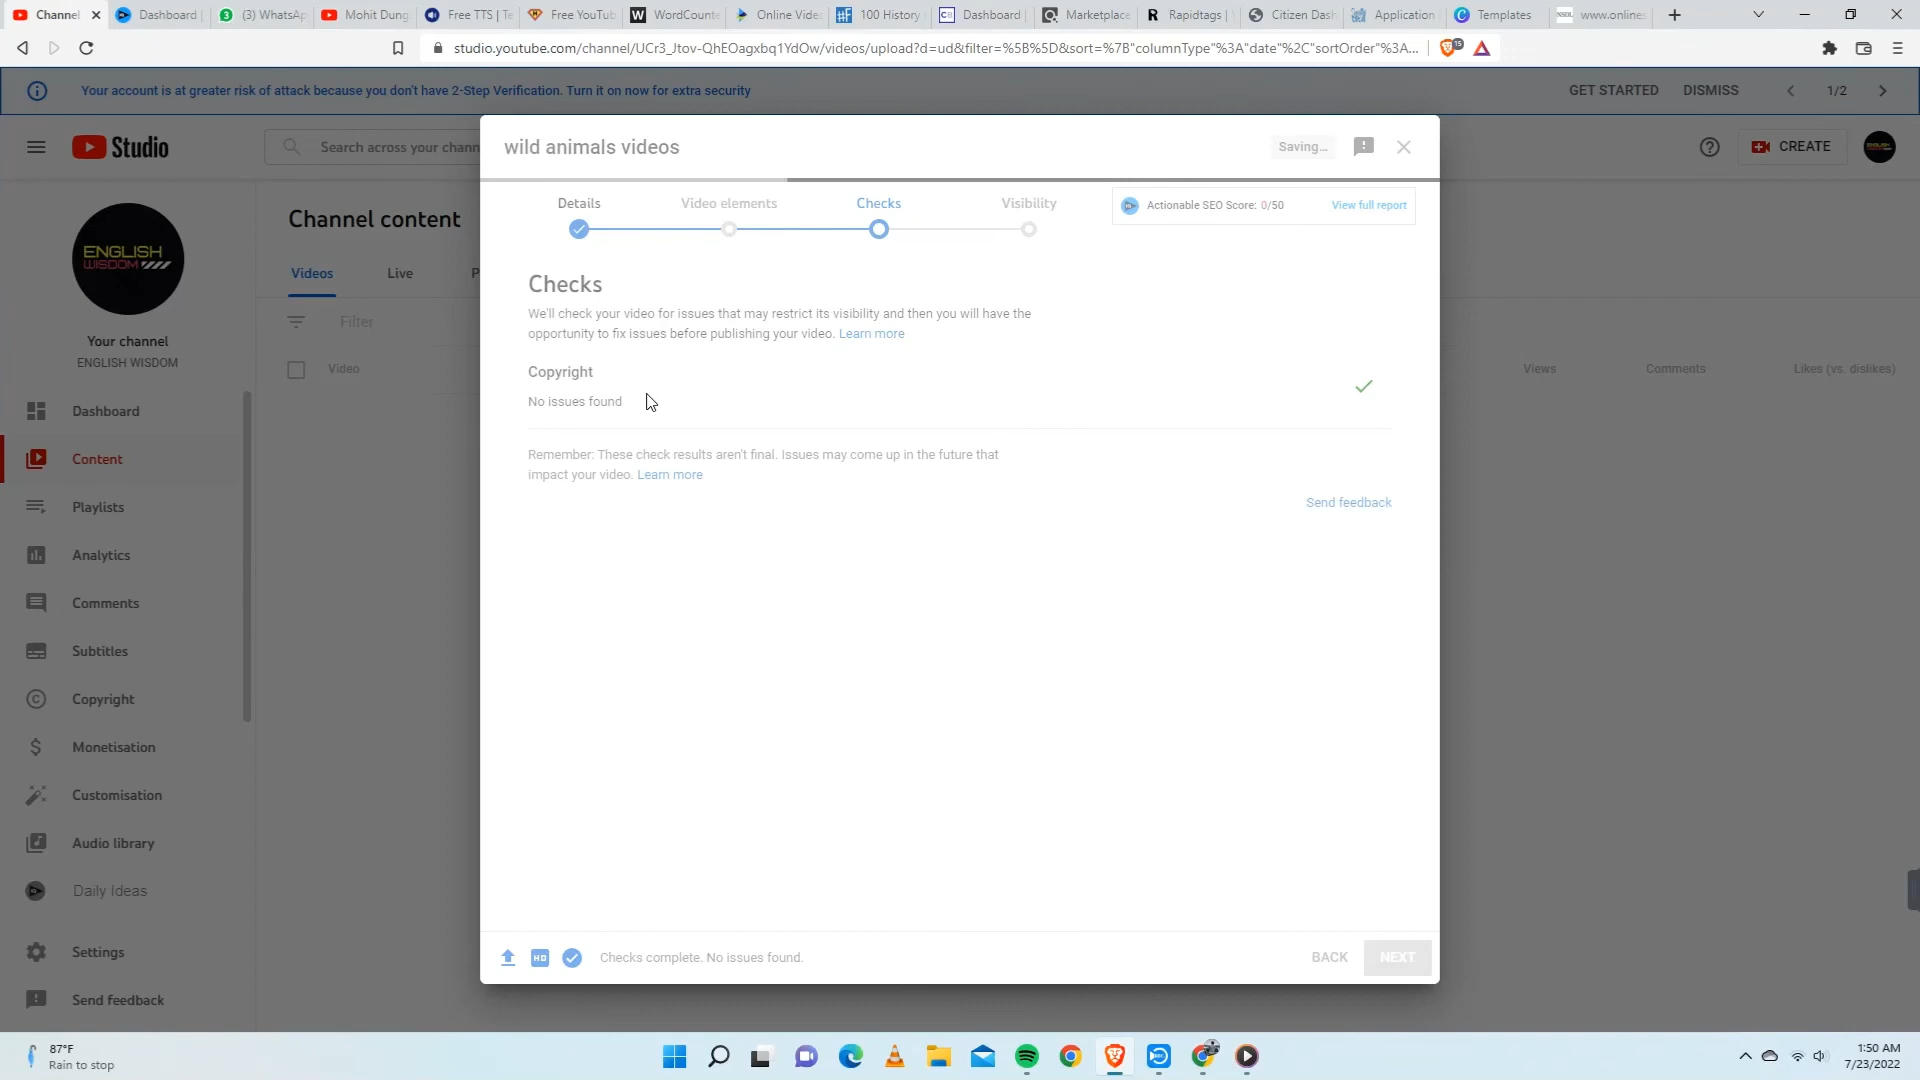 Channel
Dashboard
(3) WhatsAp
Mohit Dung
Free TTS | Te
Free YouTub
WordCounte
Online Vide
100 History
Dashboard
Marketplace
Rapidtags |
Citizen Dash
Application
Templates
www.onlines
studio.youtube.com/channel/UCr3_Jtov-QhEOagxbq1YdOw/videos/upload?d=ud&filter=%5B%5D&sort=%7B"columnType"%3A"date"%2C"sortOrder"%3A...
15
Your account is at greater risk of attack because you don't have 2-Step Verification. Turn it on now for extra security
GET STARTED
DISMISS
1/2
Studio
Search across your chann
CREATE
wild animals videos
Saving...
Details
Video elements
Checks
Visibility
Actionable SEO Score: 0/50
View full report
ENGLISH
WISDOM
Your channel
ENGLISH WISDOM
Dashboard
Content
Playlists
Analytics
Comments
Subtitles
Copyright
Monetisation
Customisation
Audio library
Daily Ideas
Settings
Send feedback
Channel content
Videos
Live
P
Filter
Video
Views
Comments
Likes (vs. dislikes)
Checks
We'll check your video for issues that may restrict its visibility and then you will have the
opportunity to fix issues before publishing your video. Learn more
Copyright
No issues found
Remember: These check results aren't final. Issues may come up in the future that
impact your video. Learn more
Send feedback
HD
Checks complete. No issues found.
BACK
NEXT
87°F
Rain to stop
1:50 AM
7/23/2022